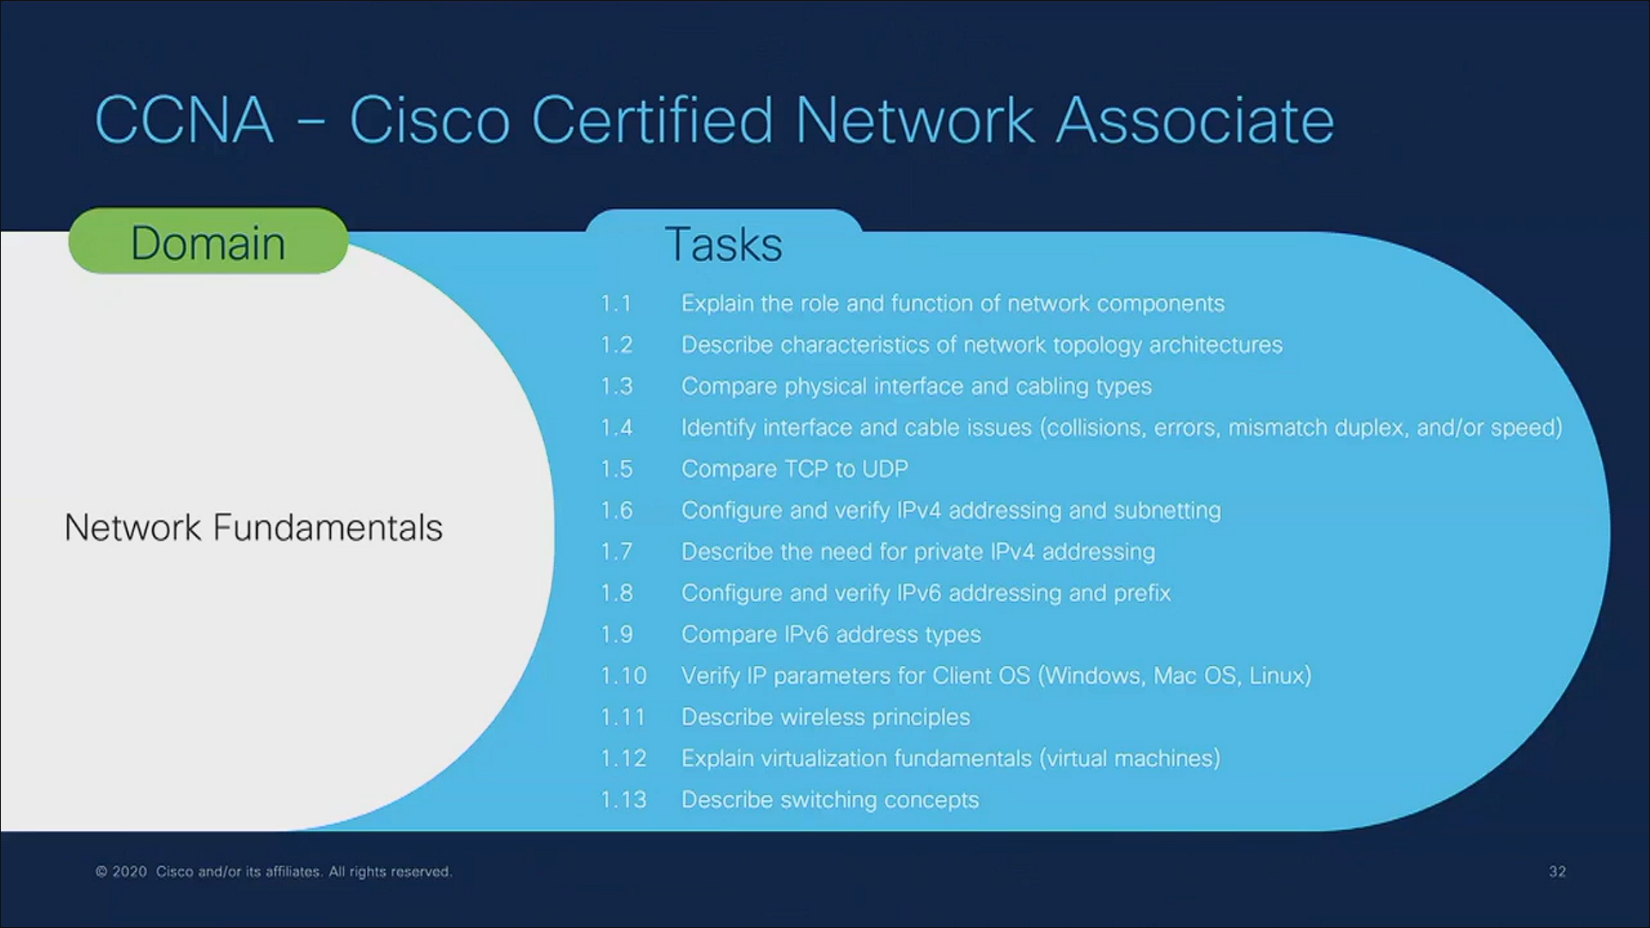 CCNA – Cisco Certified Network Associate
Domain
Tasks
Network Fundamentals
1.1 Explain the role and function of network components
1.2 Describe characteristics of network topology architectures
1.3 Compare physical interface and cabling types
1.4 Identify interface and cable issues (collisions, errors, mismatch duplex, and/or speed)
1.5 Compare TCP to UDP
1.6 Configure and verify IPv4 addressing and subnetting
1.7 Describe the need for private IPv4 addressing
1.8 Configure and verify IPv6 addressing and prefix
1.9 Compare IPv6 address types
1.10 Verify IP parameters for Client OS (Windows, Mac OS, Linux)
1.11 Describe wireless principles
1.12 Explain virtualization fundamentals (virtual machines)
1.13 Describe switching concepts
© 2020 Cisco and/or its affiliates. All rights reserved.
32